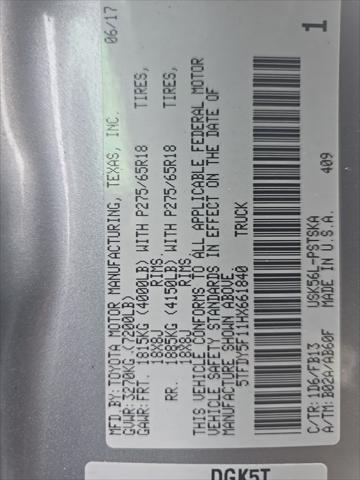 MFD BY:TOYOTA MOTOR MANUFACTURING, TEXAS, INC. 06/17
GVWR:3270KG (7200LB)
GAWR:FRT. 1815KG (4000LB) WITH P275/65R18 TIRES,
18X8J RIMS
RR. 1885KG (4150LB) WITH P275/65R18 TIRES,
18X8J RIMS
THIS VEHICLE CONFORMS TO ALL APPLICABLE FEDERAL MOTOR
VEHICLE SAFETY STANDARDS IN EFFECT ON THE DATE OF
MANUFACTURE SHOWN ABOVE.
5TFDY5F11HX661840 TRUCK
1
C/TR:1D6/FB13 USK56L-PSTSKA
A/TM:B02A/AB60F MADE IN U.S.A.
409
DGK5T